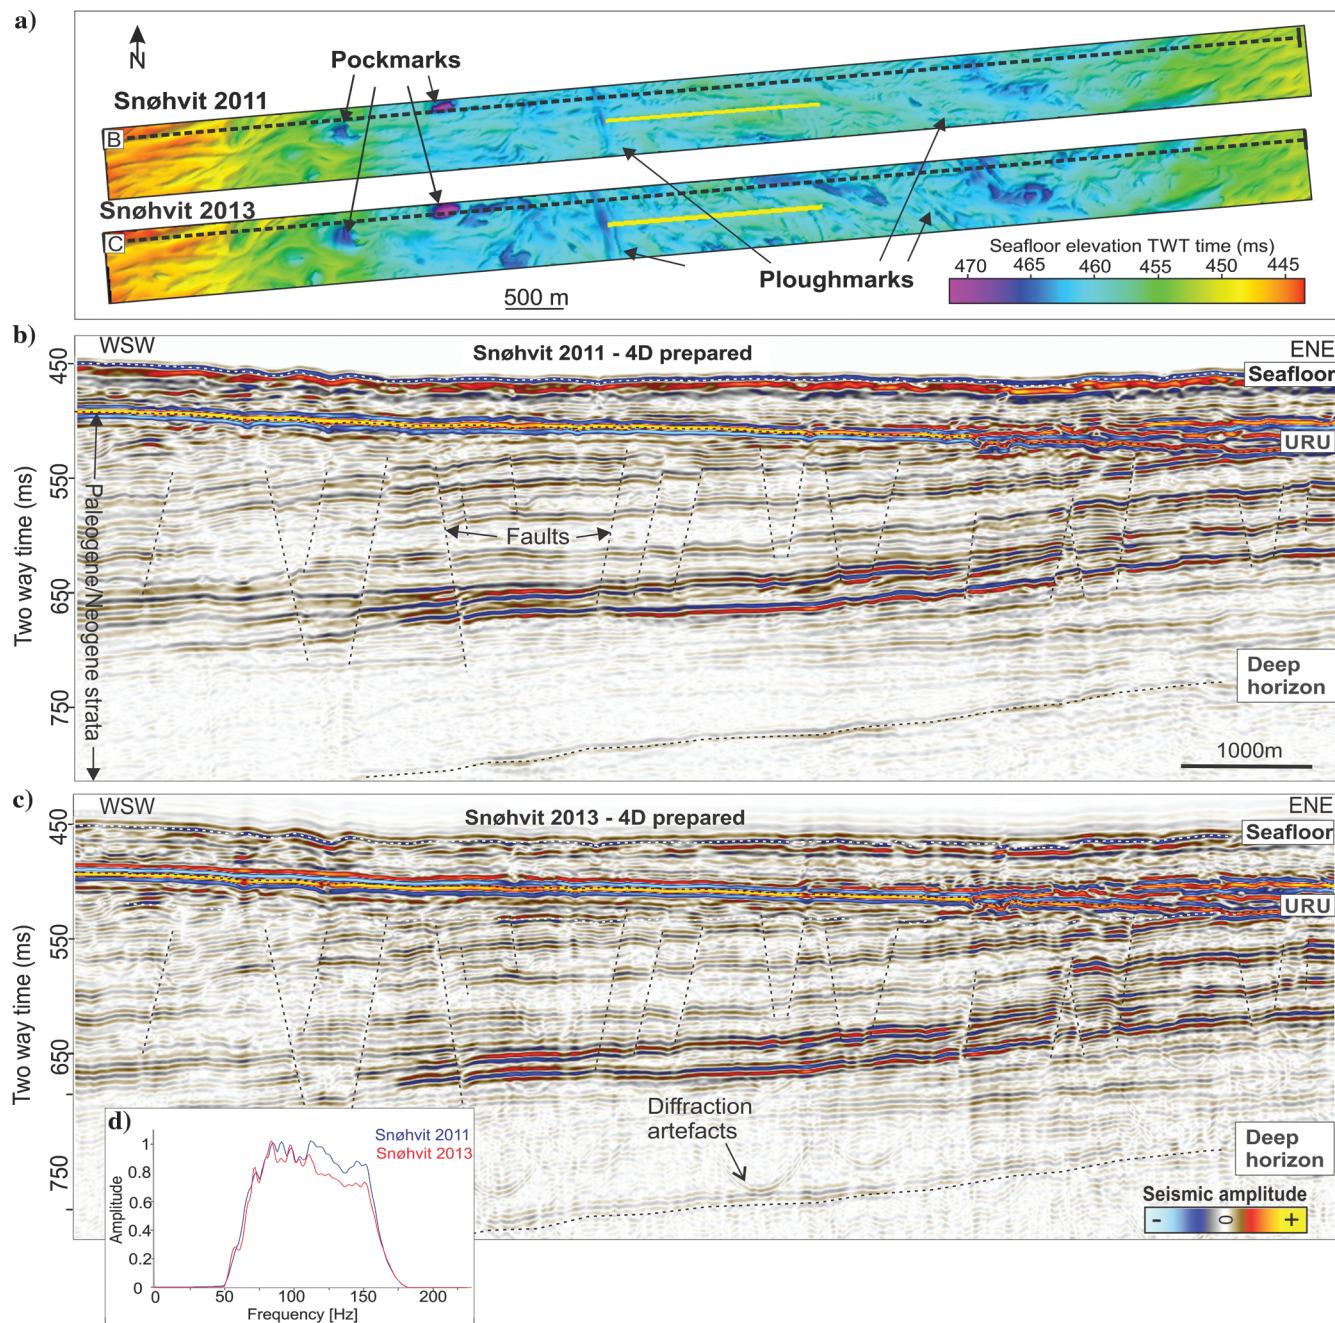 a)
N
Pockmarks
Snøhvit 2011
B
Snøhvit 2013
C
500 m
Ploughmarks
Seafloor elevation TWT time (ms)
470 465 460 455 450 445
b)
WSW
Snøhvit 2011 - 4D prepared
ENE
Seafloor
URU
450
550
650
750
Two way time (ms)
Paleogene/Neogene strata
Faults
Deep
horizon
1000m
c)
WSW
Snøhvit 2013 - 4D prepared
ENE
Seafloor
URU
450
550
650
750
Two way time (ms)
Diffraction
artefacts
Deep
horizon
Seismic amplitude
- 0 +
d)
Snøhvit 2011
Snøhvit 2013
1
0.8
0.6
0.4
0.2
0
Amplitude
0 50 100 150 200
Frequency [Hz]